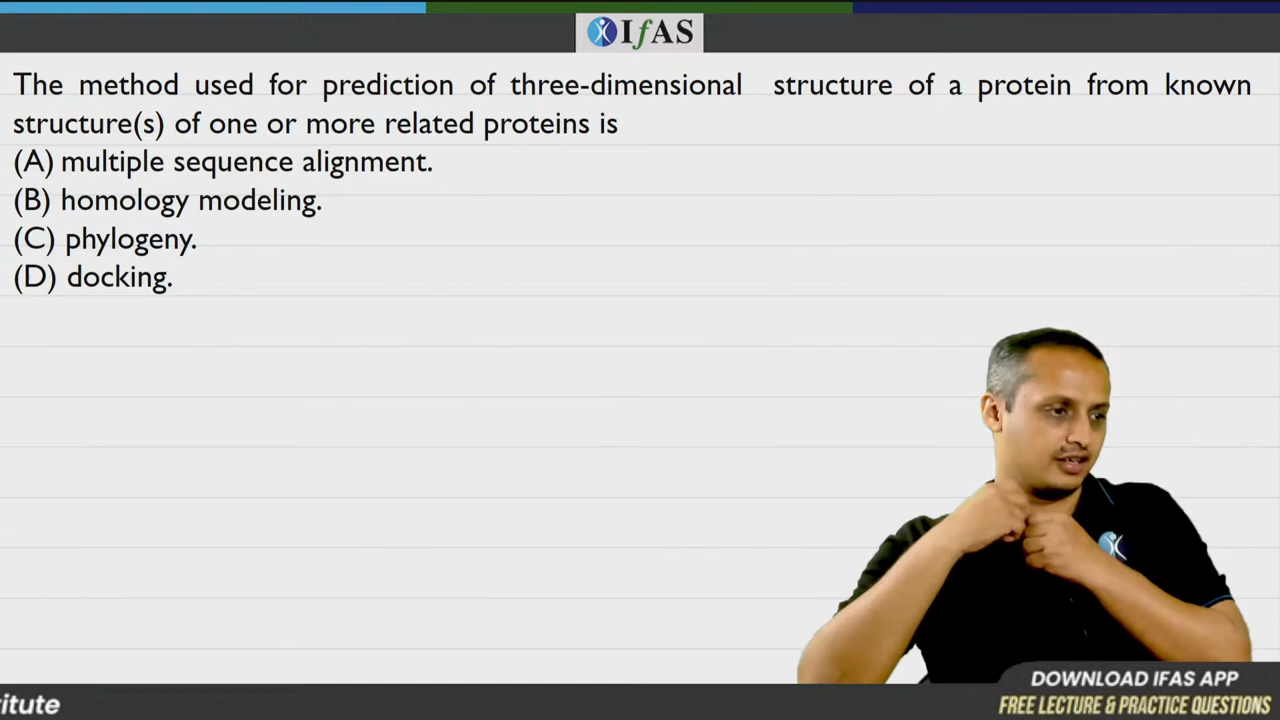 IfAS
The method used for prediction of three-dimensional structure of a protein from known
structure(s) of one or more related proteins is
(A) multiple sequence alignment.
(B) homology modeling.
(C) phylogeny.
(D) docking.
DOWNLOAD IFAS APP
titute
FREE LECTURE & PRACTICE QUESTIONS